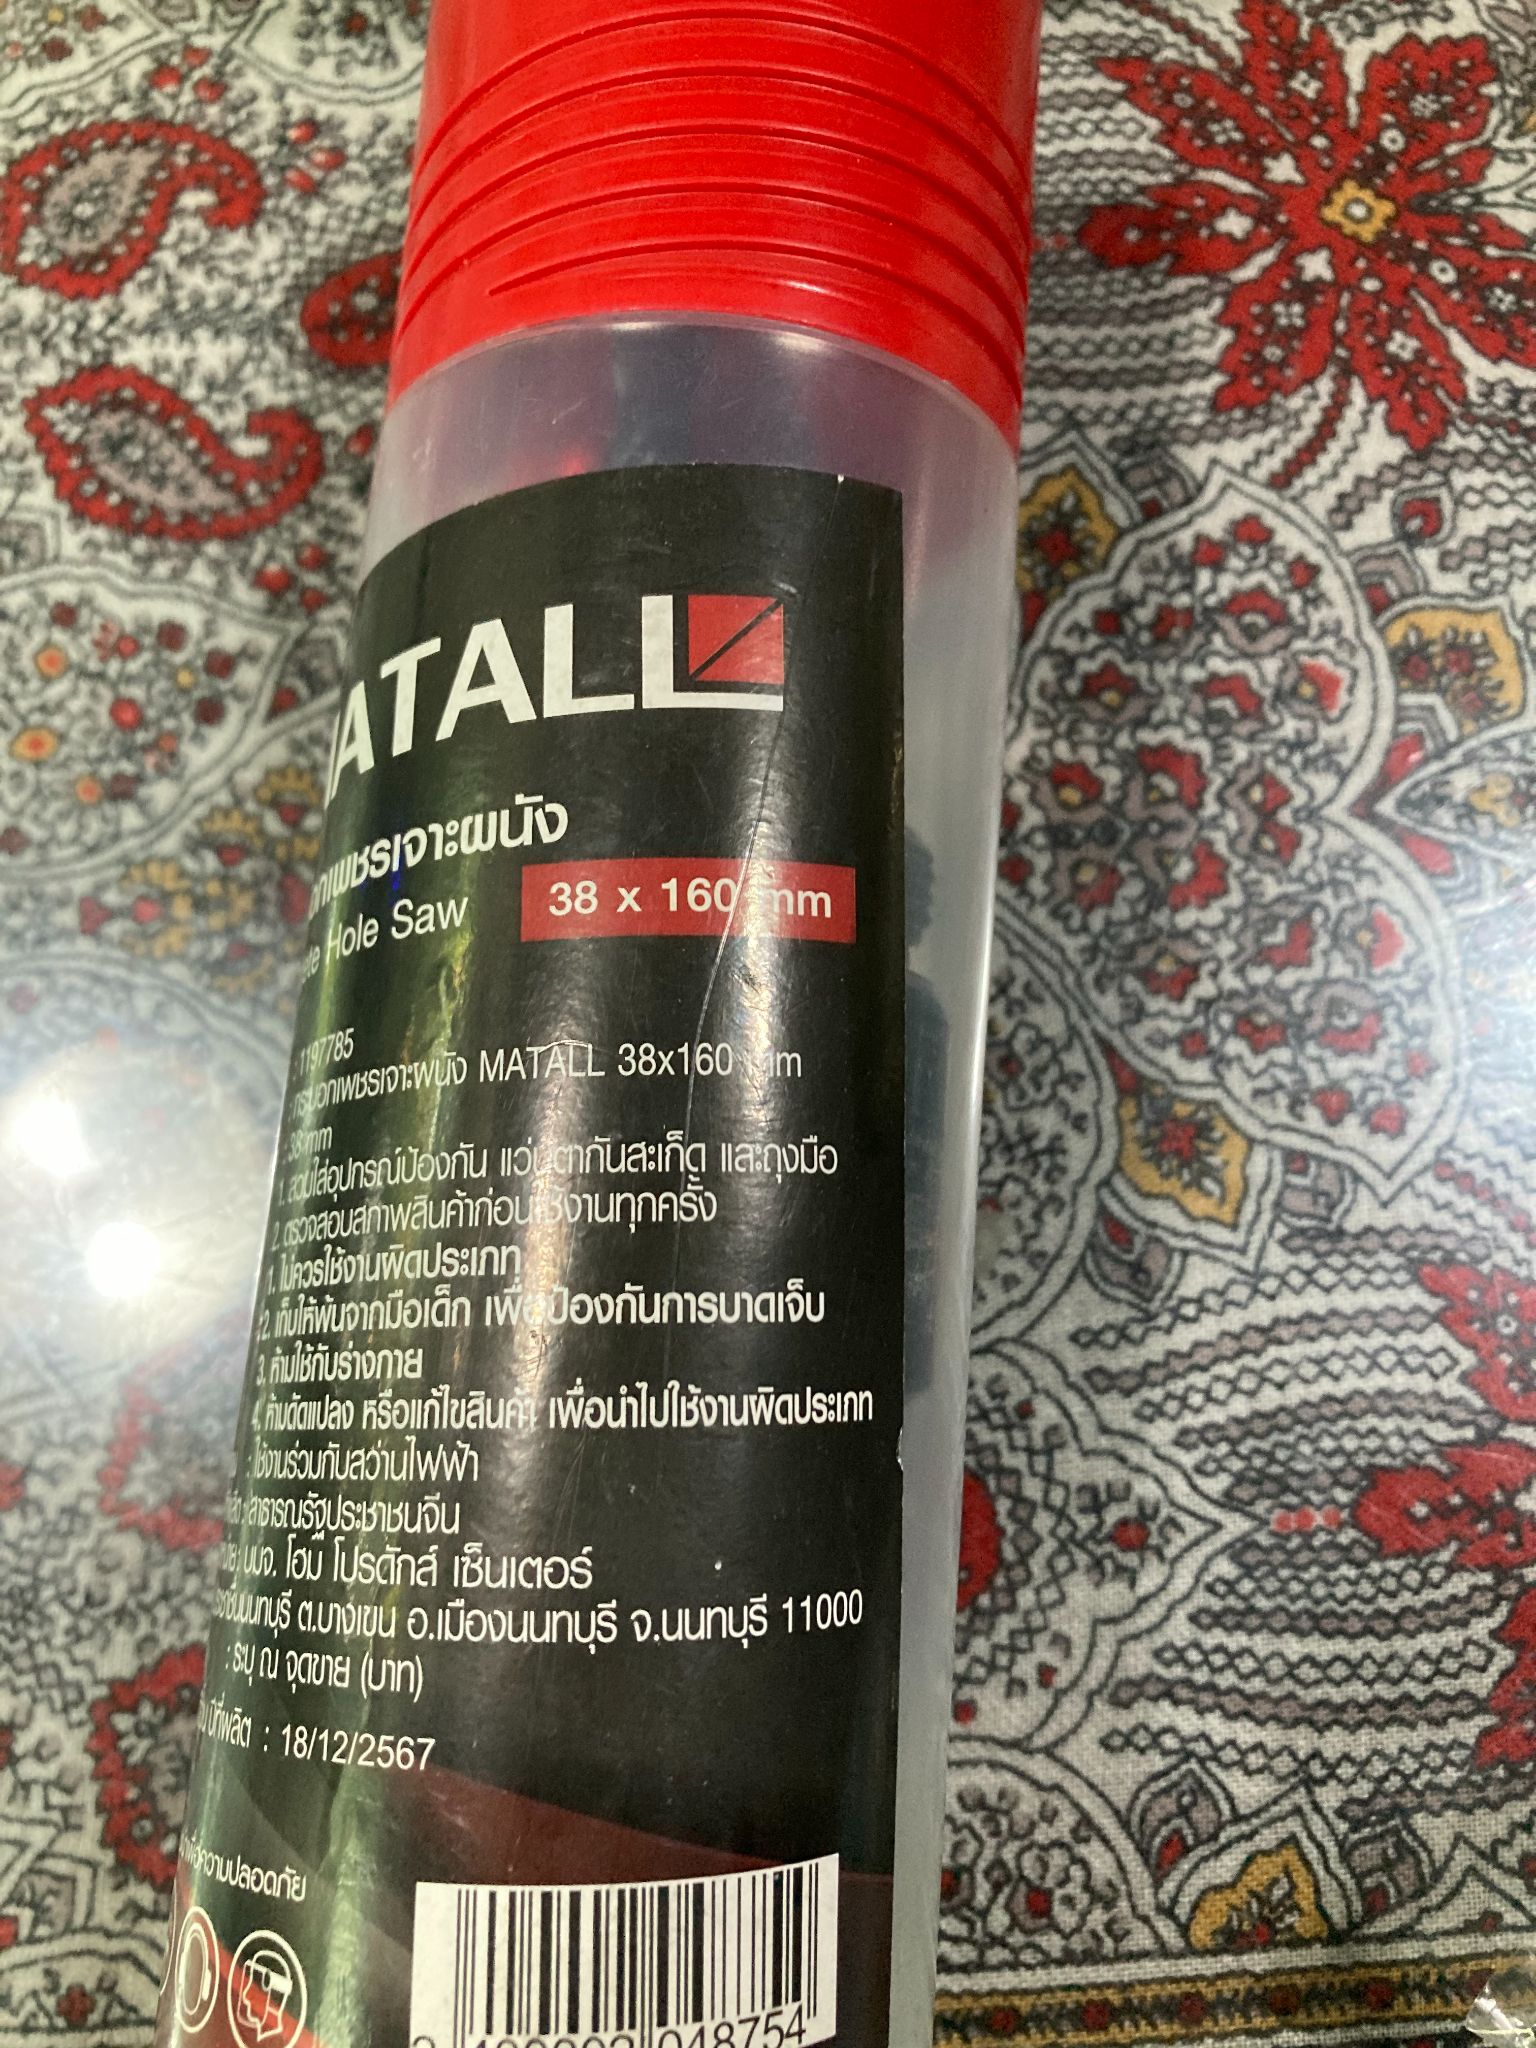 MATALL
เพชรเจาะผนัง
Hole Saw
38 x 160 mm
: 1197785
: กระบอกเพชรเจาะผนัง MATALL 38x160 mm
: 38 mm
1. สวมใส่อุปกรณ์ป้องกัน แว่นตากันสะเก็ด และถุงมือ
2. ตรวจสอบสภาพสินค้าก่อนใช้งานทุกครั้ง
1. ไม่ควรใช้งานผิดประเภท
: 2. เก็บให้พ้นจากมือเด็ก เพื่อป้องกันการบาดเจ็บ
3. ห้ามใช้กับร่างกาย
4. ห้ามดัดแปลง หรือแก้ไขสินค้า เพื่อนำไปใช้งานผิดประเภท
: ใช้งานร่วมกับสว่านไฟฟ้า
: สาธารณรัฐประชาชนจีน
: บมจ. โฮม โปรดักส์ เซ็นเตอร์
ต.บางเขน อ.เมืองนนทบุรี จ.นนทบุรี 11000
: ระบุ ณ จุดขาย (บาท)
ปีที่ผลิต : 18/12/2567
เพื่อความปลอดภัย
048754